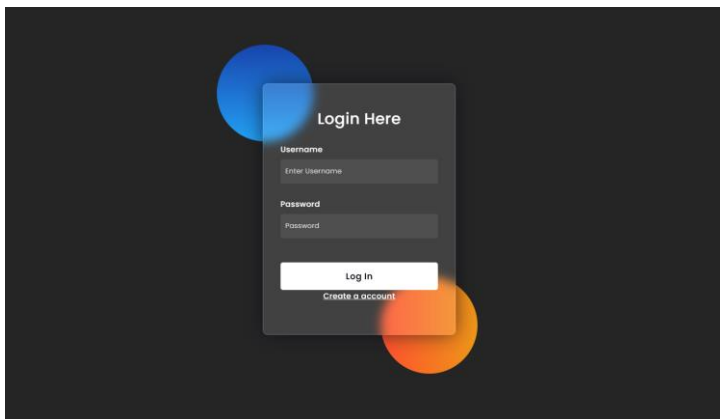 Login Here
Username
Enter Username
Password
Password
Log In
Create a account